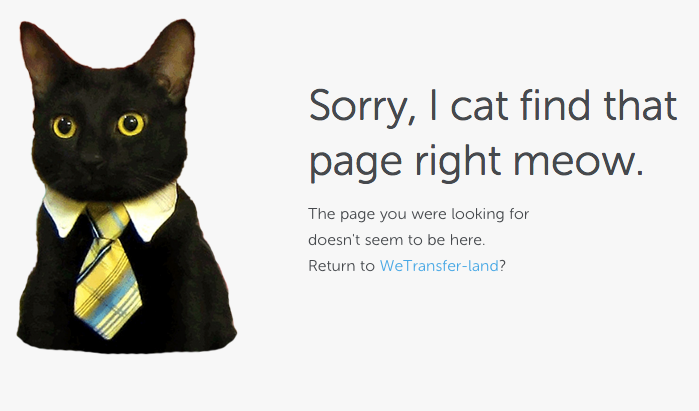 Sorry, I cat find that
page right meow.
The page you were looking for
doesn't seem to be here.
Return to WeTransfer-land?